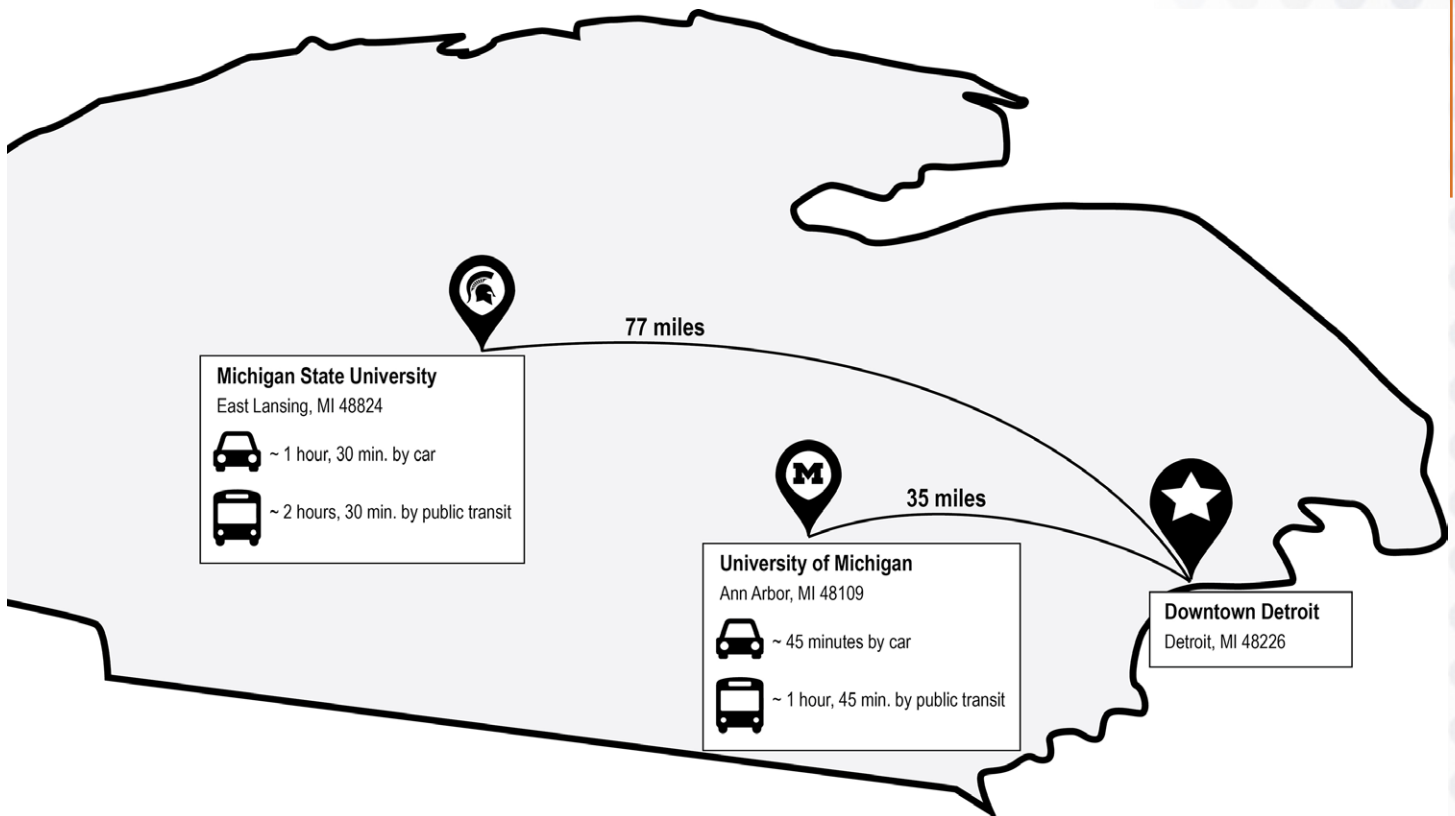 77 miles
Michigan State University
East Lansing, MI 48824
~ 1 hour, 30 min. by car
~ 2 hours, 30 min. by public transit
M
35 miles
University of Michigan
Ann Arbor, MI 48109
~ 45 minutes by car
~ 1 hour, 45 min. by public transit
Downtown Detroit
Detroit, MI 48226